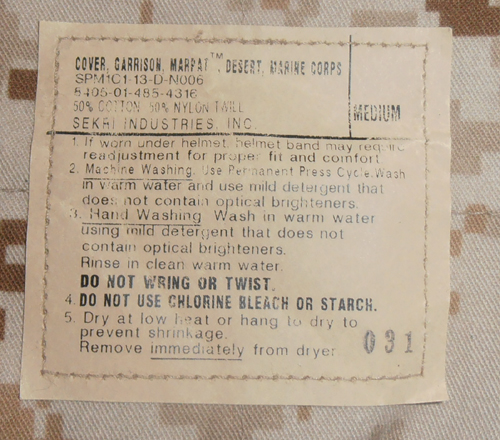 COVER, GARRISON, MARPAT™, DESERT, MARINE CORPS
SPM1C1-13-D-N006
8405-01-485-4316
50% COTTON 50% NYLON TWILL
MEDIUM
SEKRI INDUSTRIES, INC
1. If worn under helmet, helmet band may require
readjustment for proper fit and comfort
2. Machine Washing. Use Permanent Press Cycle. Wash
in warm water and use mild detergent that
does not contain optical brighteners.
3. Hand Washing Wash in warm water
using mild detergent that does not
contain optical brighteners.
Rinse in clean warm water.
DO NOT WRING OR TWIST.
4 DO NOT USE CHLORINE BLEACH OR STARCH.
5. Dry at low heat or hang to dry to
prevent shrinkage.
Remove immediately from dryer
031